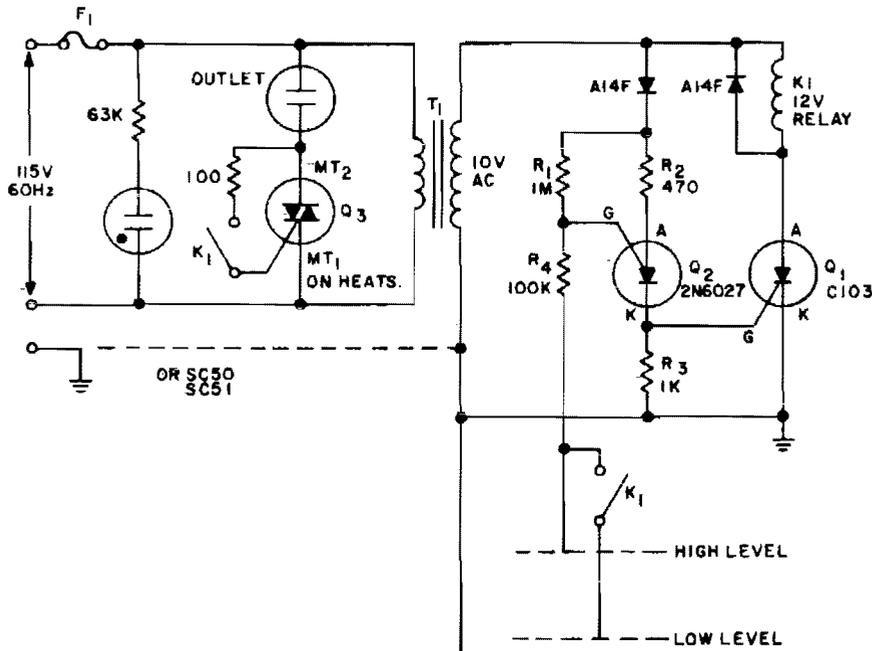 F1
OUTLET
63K
115V
60Hz
100
MT2
Q3
K1
MT1
ON HEATS.
T1
10V
AC
A14F
A14F
K1
12V
RELAY
R1
1M
R2
470
G
A
A
R4
100K
Q2
2N6027
Q1
C103
K
K
G
R3
1K
OR SC50
SC51
K1
HIGH LEVEL
LOW LEVEL